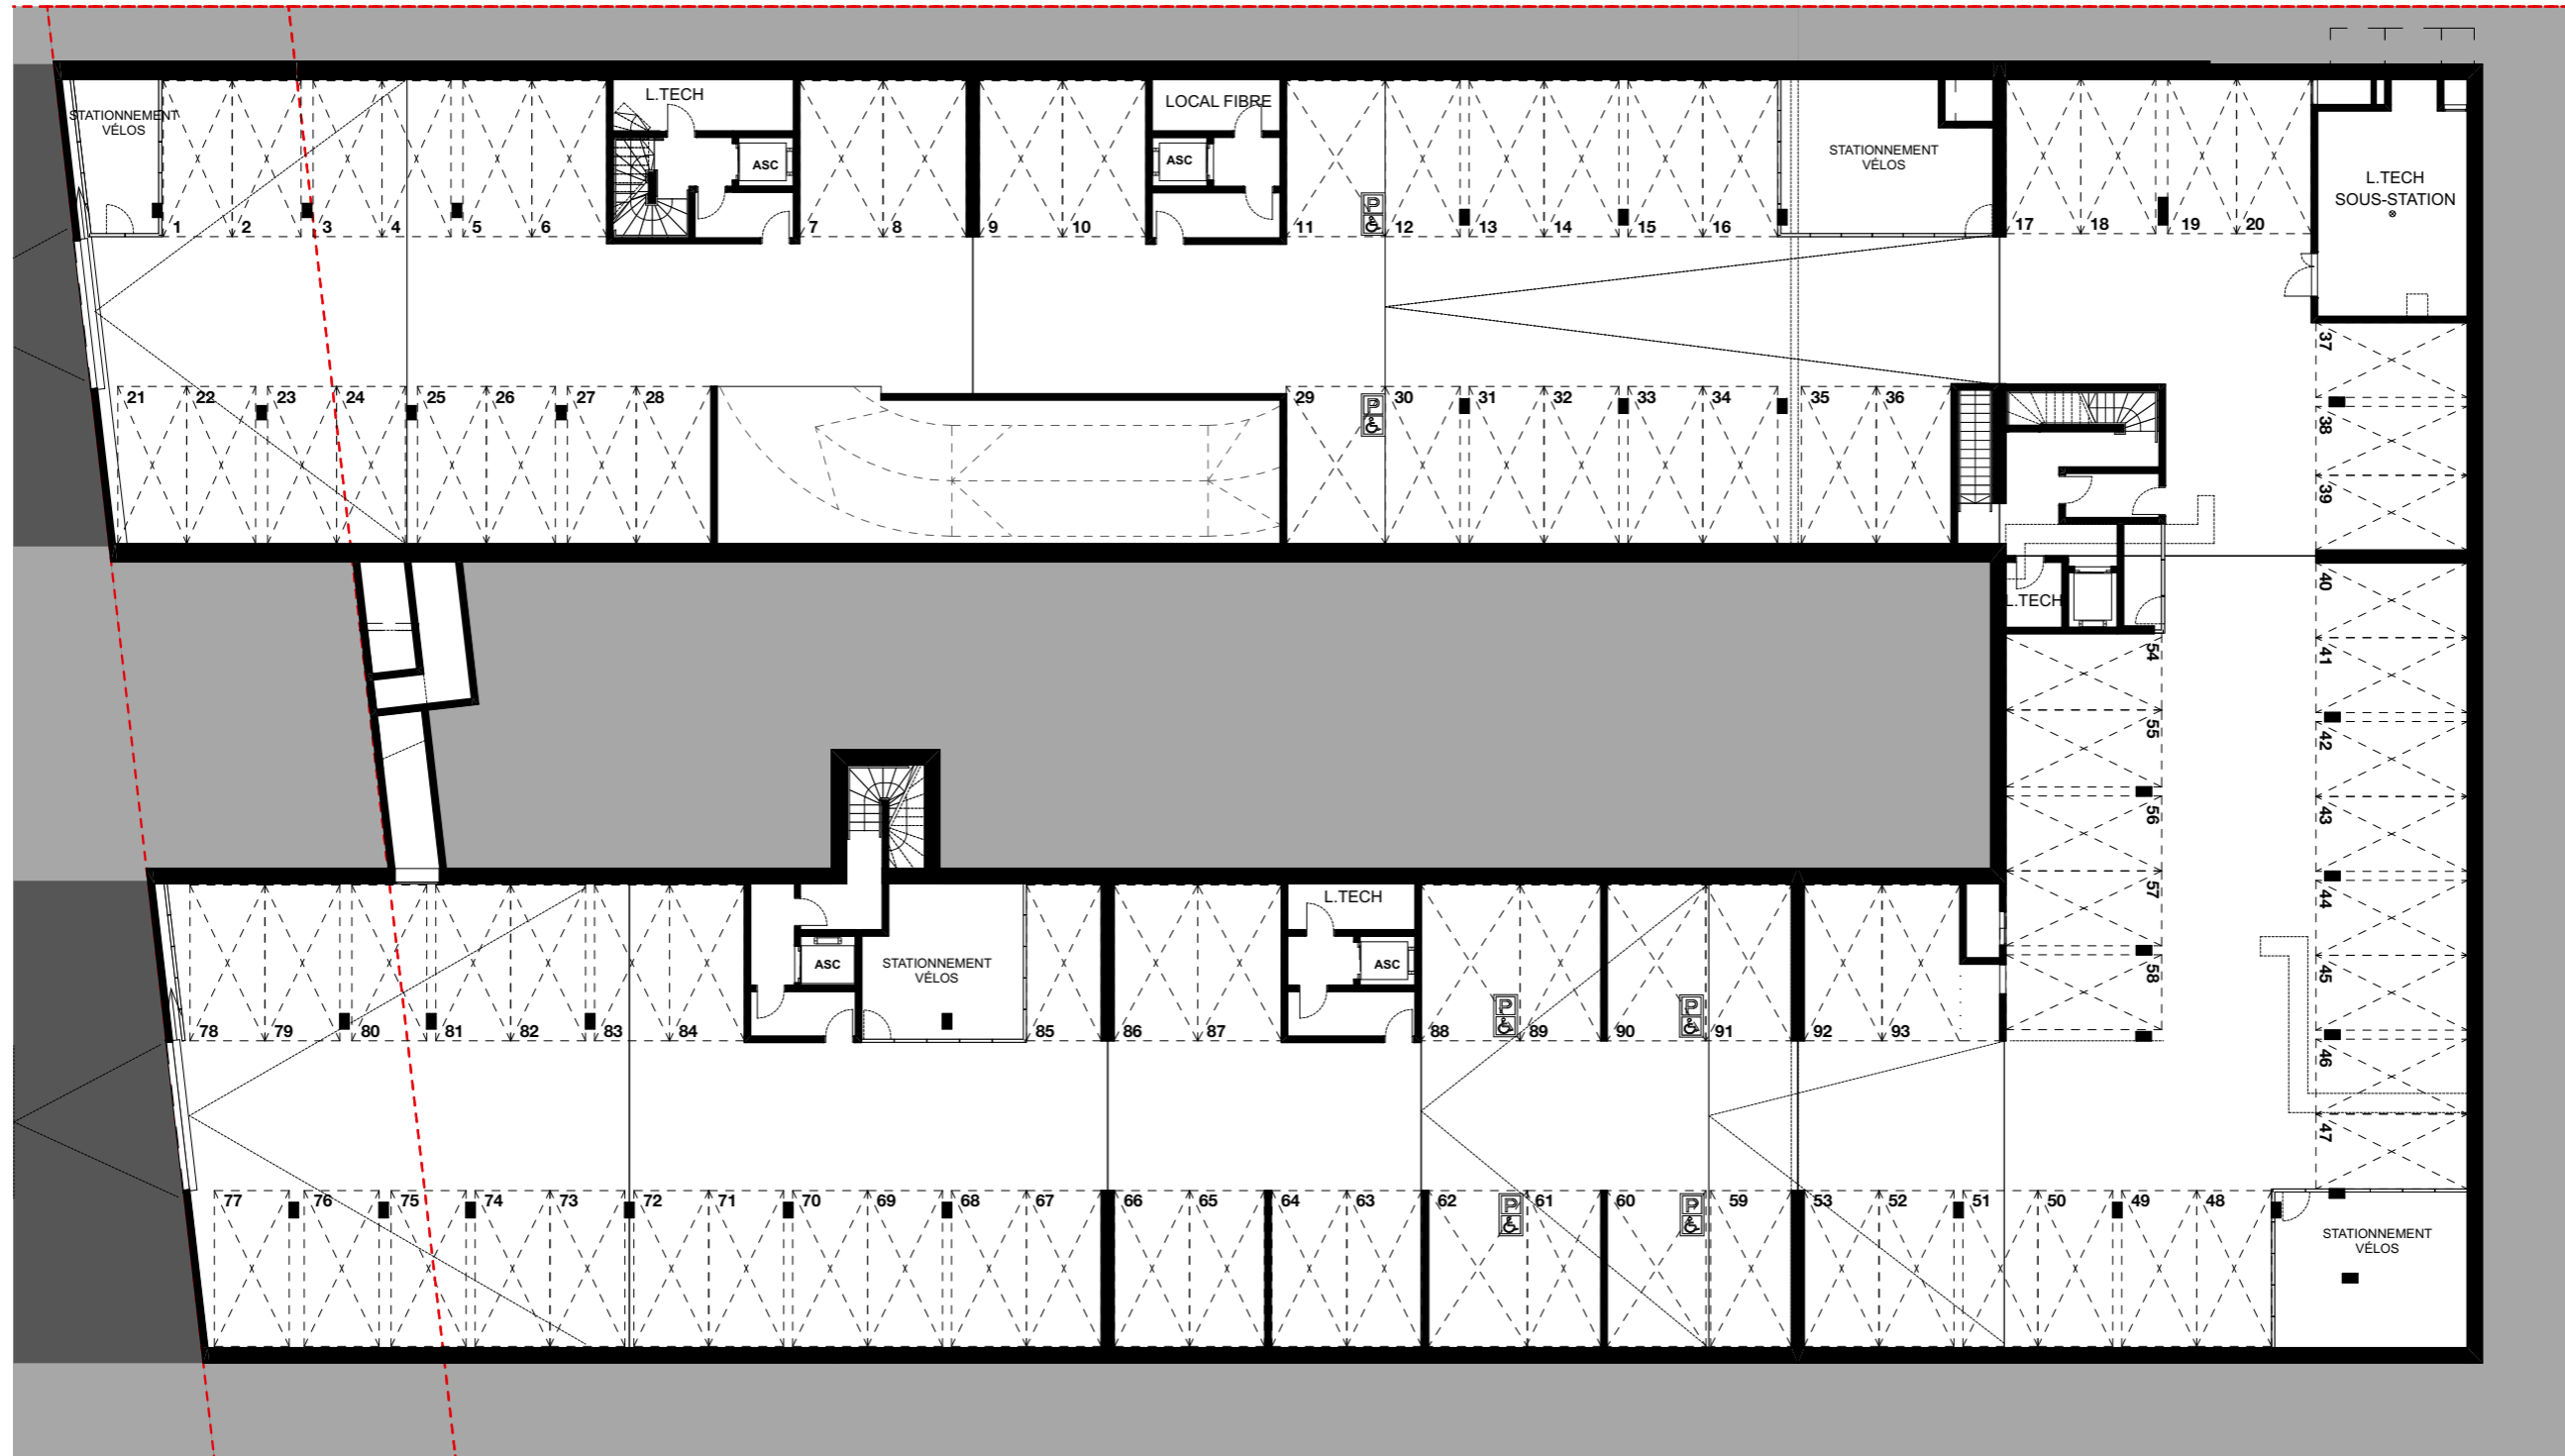 L.TECH
LOCAL FIBRE
STATIONNEMENT
VÉLOS
ASC
ASC
STATIONNEMENT
VÉLOS
L.TECH
SOUS-STATION
P
1 2 3 4 5 6 7 8 9 10 11 12 13 14 15 16 17 18 19 20
37
21 22 23 24 25 26 27 28 29 30 31 32 33 34 35 36
P
38
39
40
L.TECH
41
54
42
55
43
56
44
57
L.TECH
STATIONNEMENT
VÉLOS
ASC
ASC
45
58
P P
78 79 80 81 82 83 84 85 86 87 88 89 90 91 92 93
46
47
77 76 75 74 73 72 71 70 69 68 67 66 65 64 63 62 61 60 59 53 52 51 50 49 48
P P
STATIONNEMENT
VÉLOS